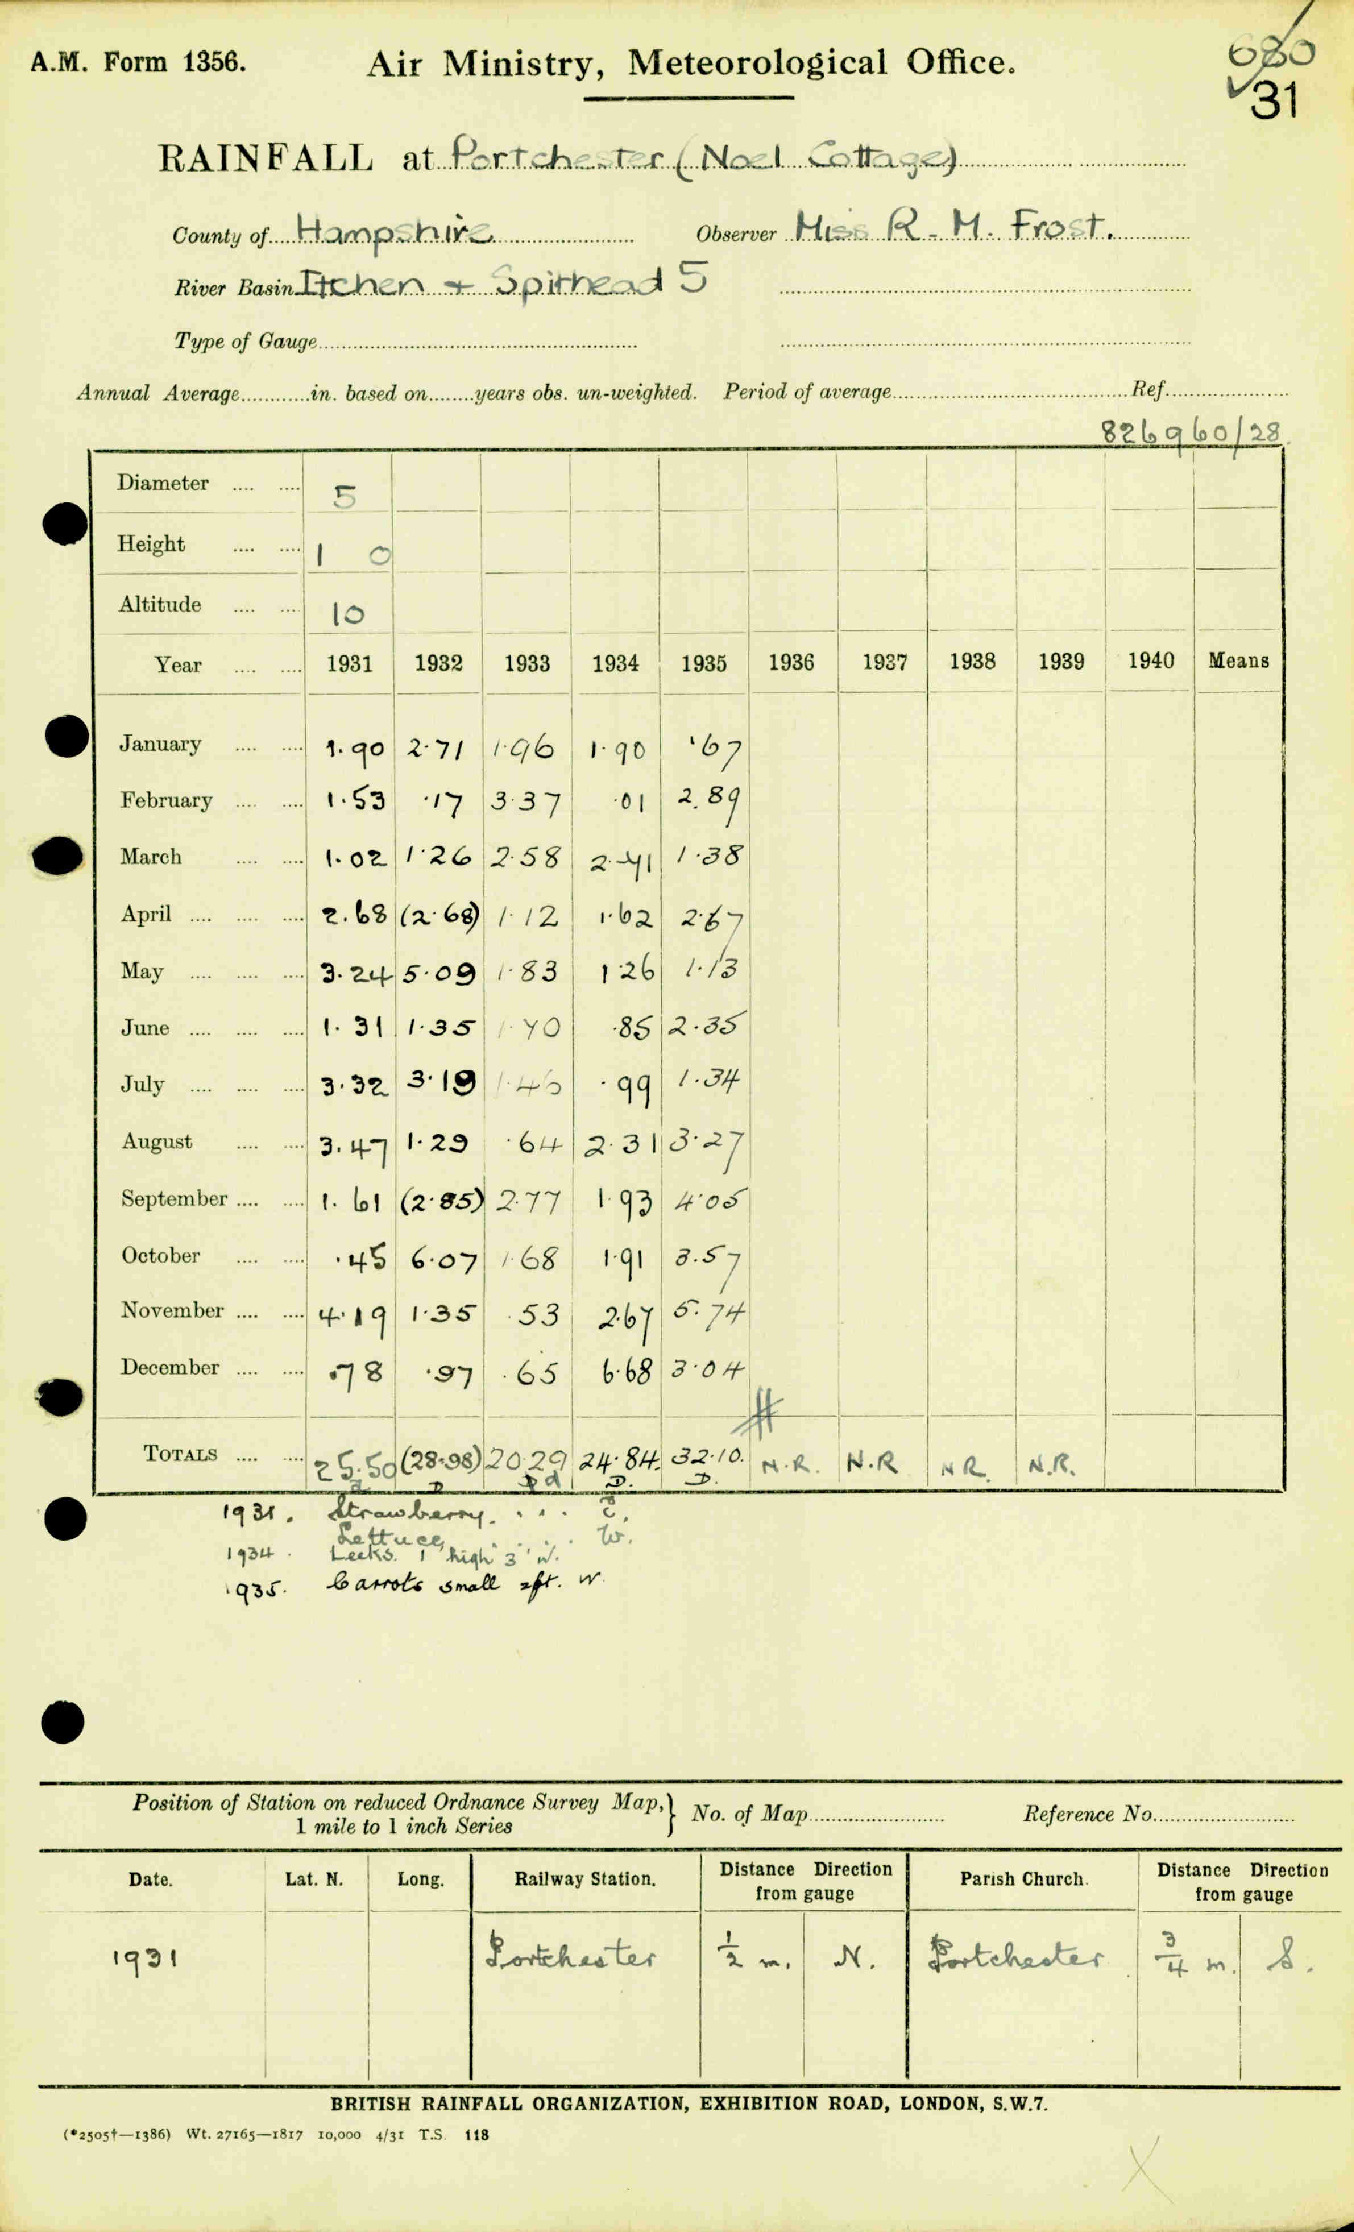 A.M. Form 1356. Air Ministry, Meteorological Office. 680
31
RAINFALL at Portchester (Noel Cottage)
County of Hampshire Observer Miss R. M. Frost.
River Basin Itchen + Spithead 5
Type of Gauge
Annual Average in. based on years obs. un-weighted. Period of average Ref.
826960/28
Diameter 5
Height 1 0
Altitude 10
Year 1931 1932 1933 1934 1935 1936 1937 1938 1939 1940 Means
January 1.90 2.71 1.96 1.90 .67
February 1.53 .17 3.37 .01 2.89
March 1.02 1.26 2.58 2.41 1.38
April 2.68 (2.68) 1.12 1.62 2.67
May 3.24 5.09 1.83 1.26 1.13
June 1.31 1.35 1.70 .85 2.35
July 3.32 3.19 1.46 .99 1.34
August 3.47 1.29 .64 2.31 3.27
September 1.61 (2.85) 2.77 1.93 4.05
October .45 6.07 1.68 1.91 3.57
November 4.19 1.35 .53 2.67 5.74
December .78 .97 .65 6.68 3.04
TOTALS 25.50 (28.98) 20.29 24.84. 32.10. N.R. N.R N R. N.R.
D D. D.
1931. Strawberry. . . . E.
Lettuce . . . W.
1934. Leeks. 1' high 3' W.
1935. Carrots small 2ft. W.
Position of Station on reduced Ordnance Survey Map, } No. of Map Reference No.
1 mile to 1 inch Series
Date. Lat. N. Long. Railway Station. Distance Direction from gauge Parish Church. Distance Direction from gauge
1931 Portchester 1/2 m. N. Portchester 3/4 m. S.
BRITISH RAINFALL ORGANIZATION, EXHIBITION ROAD, LONDON, S.W.7.
(*2505†—1386) Wt. 27165—1817 10,000 4/31 T.S. 118